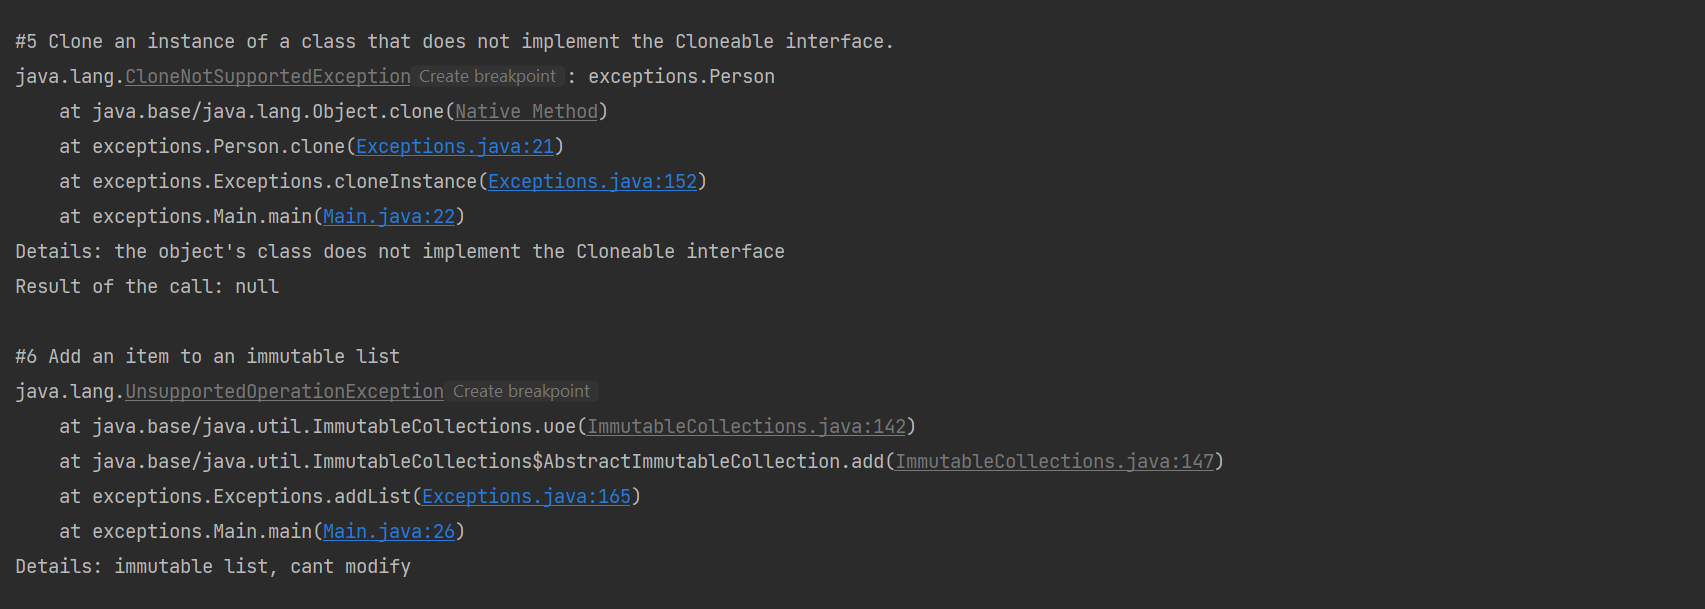 #5 Clone an instance of a class that does not implement the Cloneable interface.
java.lang.CloneNotSupportedException Create breakpoint : exceptions.Person
    at java.base/java.lang.Object.clone(Native Method)
    at exceptions.Person.clone(Exceptions.java:21)
    at exceptions.Exceptions.cloneInstance(Exceptions.java:152)
    at exceptions.Main.main(Main.java:22)
Details: the object's class does not implement the Cloneable interface
Result of the call: null

#6 Add an item to an immutable list
java.lang.UnsupportedOperationException Create breakpoint
    at java.base/java.util.ImmutableCollections.uoe(ImmutableCollections.java:142)
    at java.base/java.util.ImmutableCollections$AbstractImmutableCollection.add(ImmutableCollections.java:147)
    at exceptions.Exceptions.addList(Exceptions.java:165)
    at exceptions.Main.main(Main.java:26)
Details: immutable list, cant modify